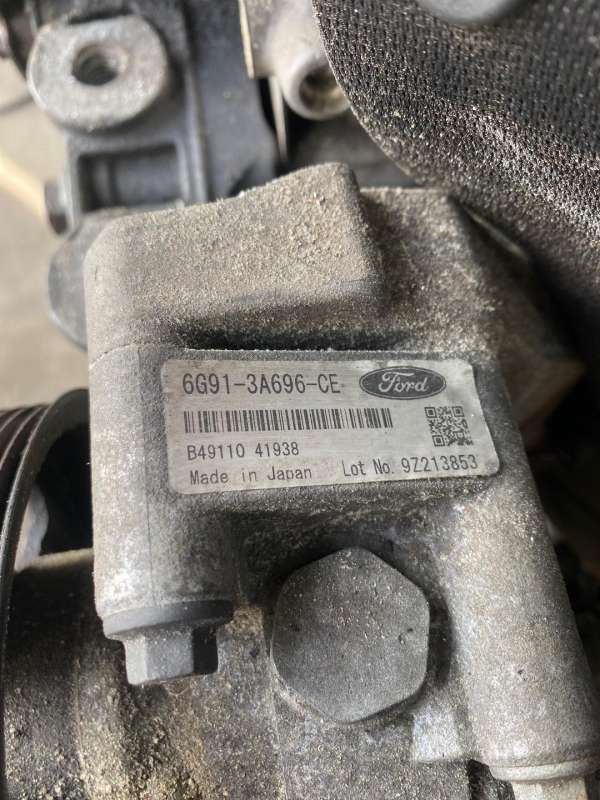 6G91-3A696-CE Ford
B49110 41938
Made in Japan Lot No. 9Z213853